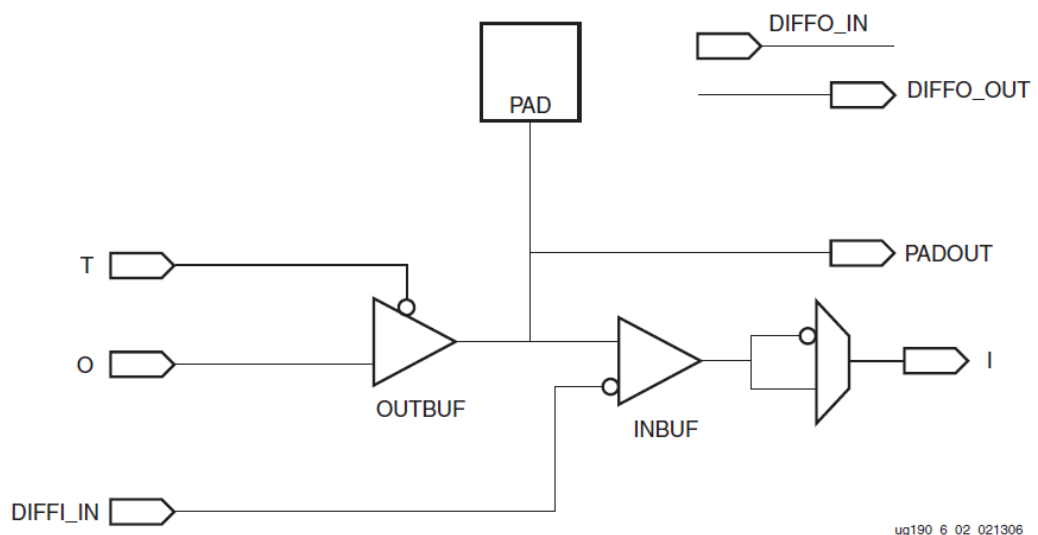 DIFFO_IN
DIFFO_OUT
PAD
T
PADOUT
O
I
OUTBUF
INBUF
DIFFI_IN
ug190_6_02_021306